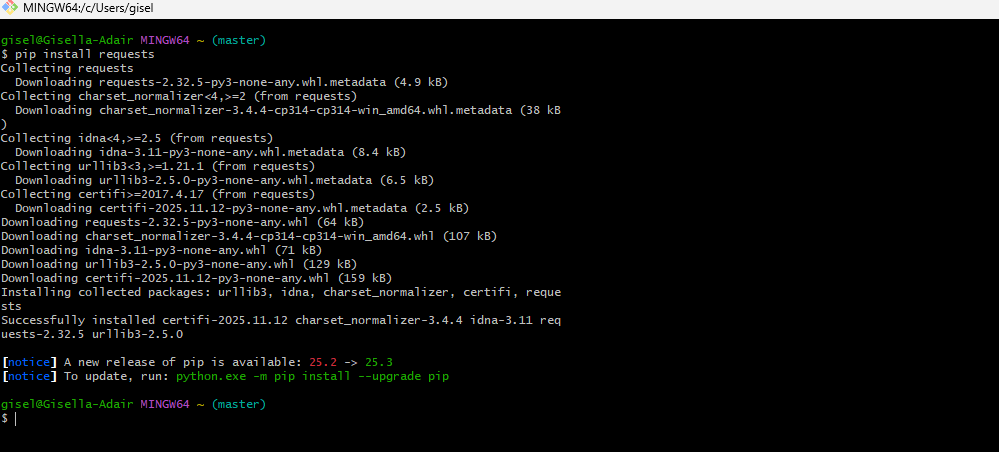 MINGW64:/c/Users/gisel
gisel@Gisella-Adair MINGW64 ~ (master)
$ pip install requests
Collecting requests
  Downloading requests-2.32.5-py3-none-any.whl.metadata (4.9 kB)
Collecting charset_normalizer<4,>=2 (from requests)
  Downloading charset_normalizer-3.4.4-cp314-cp314-win_amd64.whl.metadata (38 kB
)
Collecting idna<4,>=2.5 (from requests)
  Downloading idna-3.11-py3-none-any.whl.metadata (8.4 kB)
Collecting urllib3<3,>=1.21.1 (from requests)
  Downloading urllib3-2.5.0-py3-none-any.whl.metadata (6.5 kB)
Collecting certifi>=2017.4.17 (from requests)
  Downloading certifi-2025.11.12-py3-none-any.whl.metadata (2.5 kB)
Downloading requests-2.32.5-py3-none-any.whl (64 kB)
Downloading charset_normalizer-3.4.4-cp314-cp314-win_amd64.whl (107 kB)
Downloading idna-3.11-py3-none-any.whl (71 kB)
Downloading urllib3-2.5.0-py3-none-any.whl (129 kB)
Downloading certifi-2025.11.12-py3-none-any.whl (159 kB)
Installing collected packages: urllib3, idna, charset_normalizer, certifi, reque
sts
Successfully installed certifi-2025.11.12 charset_normalizer-3.4.4 idna-3.11 req
uests-2.32.5 urllib3-2.5.0
[notice] A new release of pip is available: 25.2 -> 25.3
[notice] To update, run: python.exe -m pip install --upgrade pip
gisel@Gisella-Adair MINGW64 ~ (master)
$